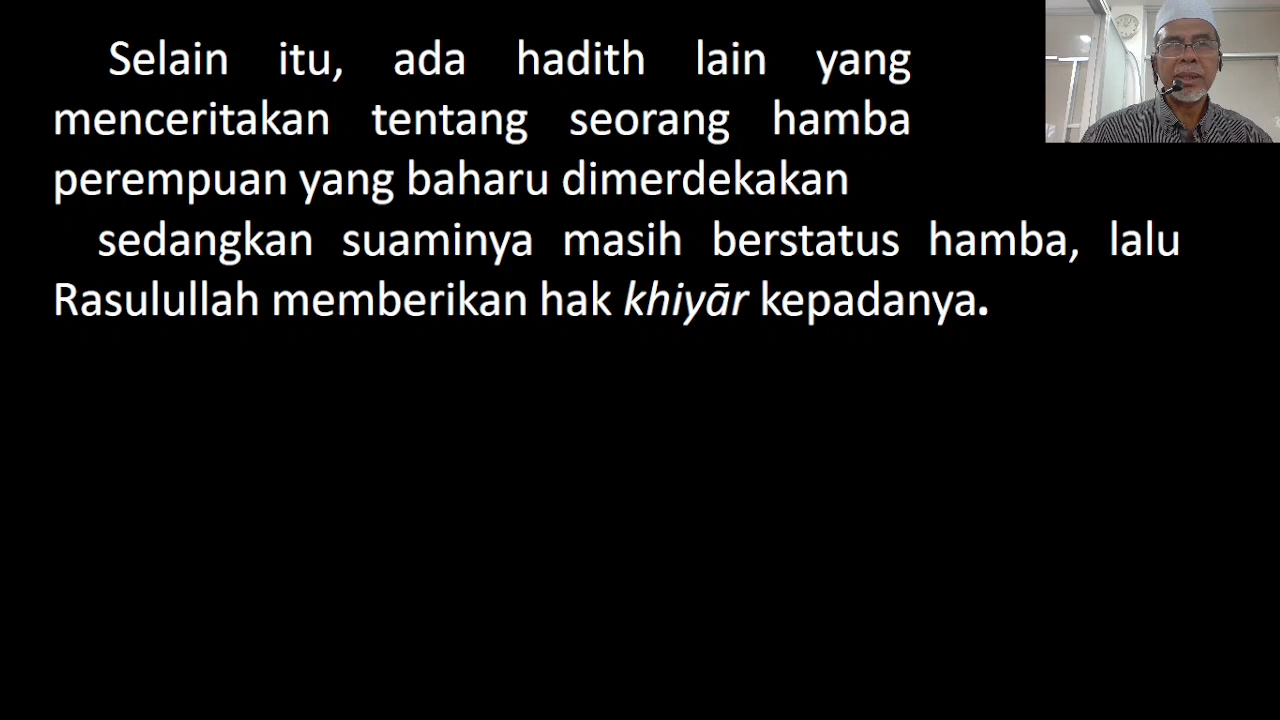 Selain itu, ada hadith lain yang
menceritakan tentang seorang hamba
perempuan yang baharu dimerdekakan
sedangkan suaminya masih berstatus hamba, lalu
Rasulullah memberikan hak khiyār kepadanya.